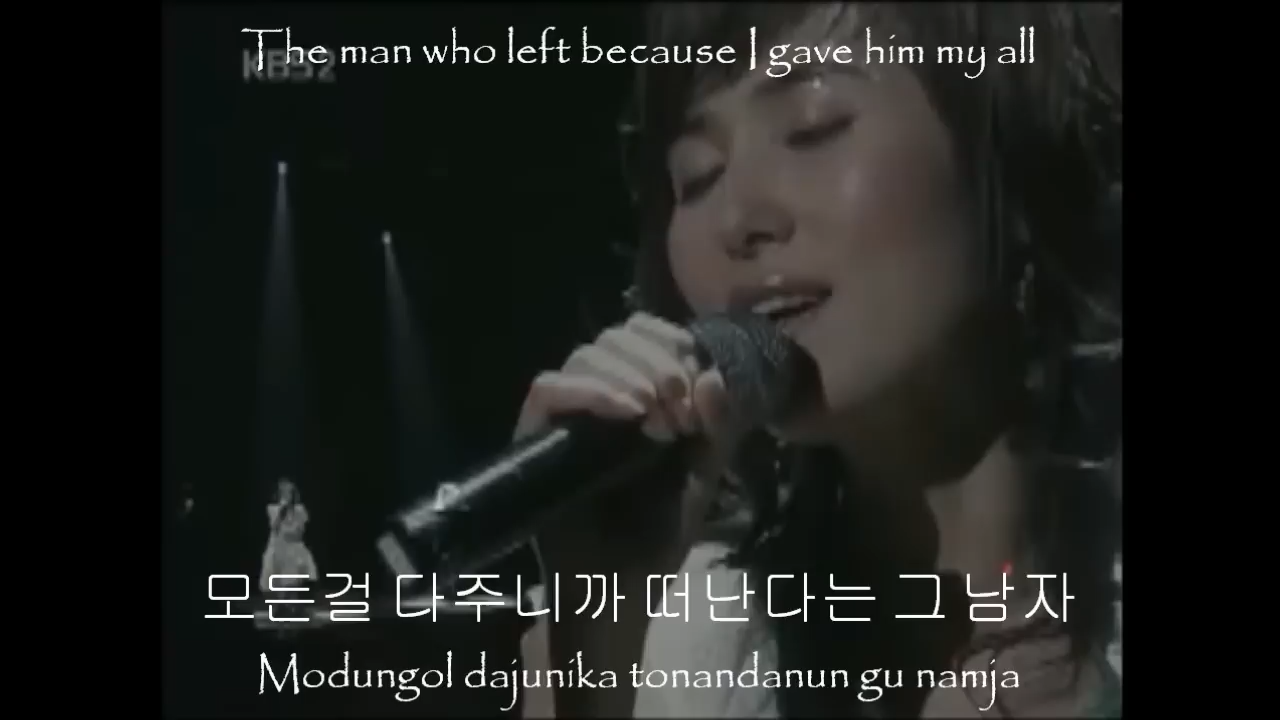 The man who left because I gave him my all
KBS2
모든걸 다주니까 떠난다는 그 남자
Modungol dajunika tonandanun gu namja